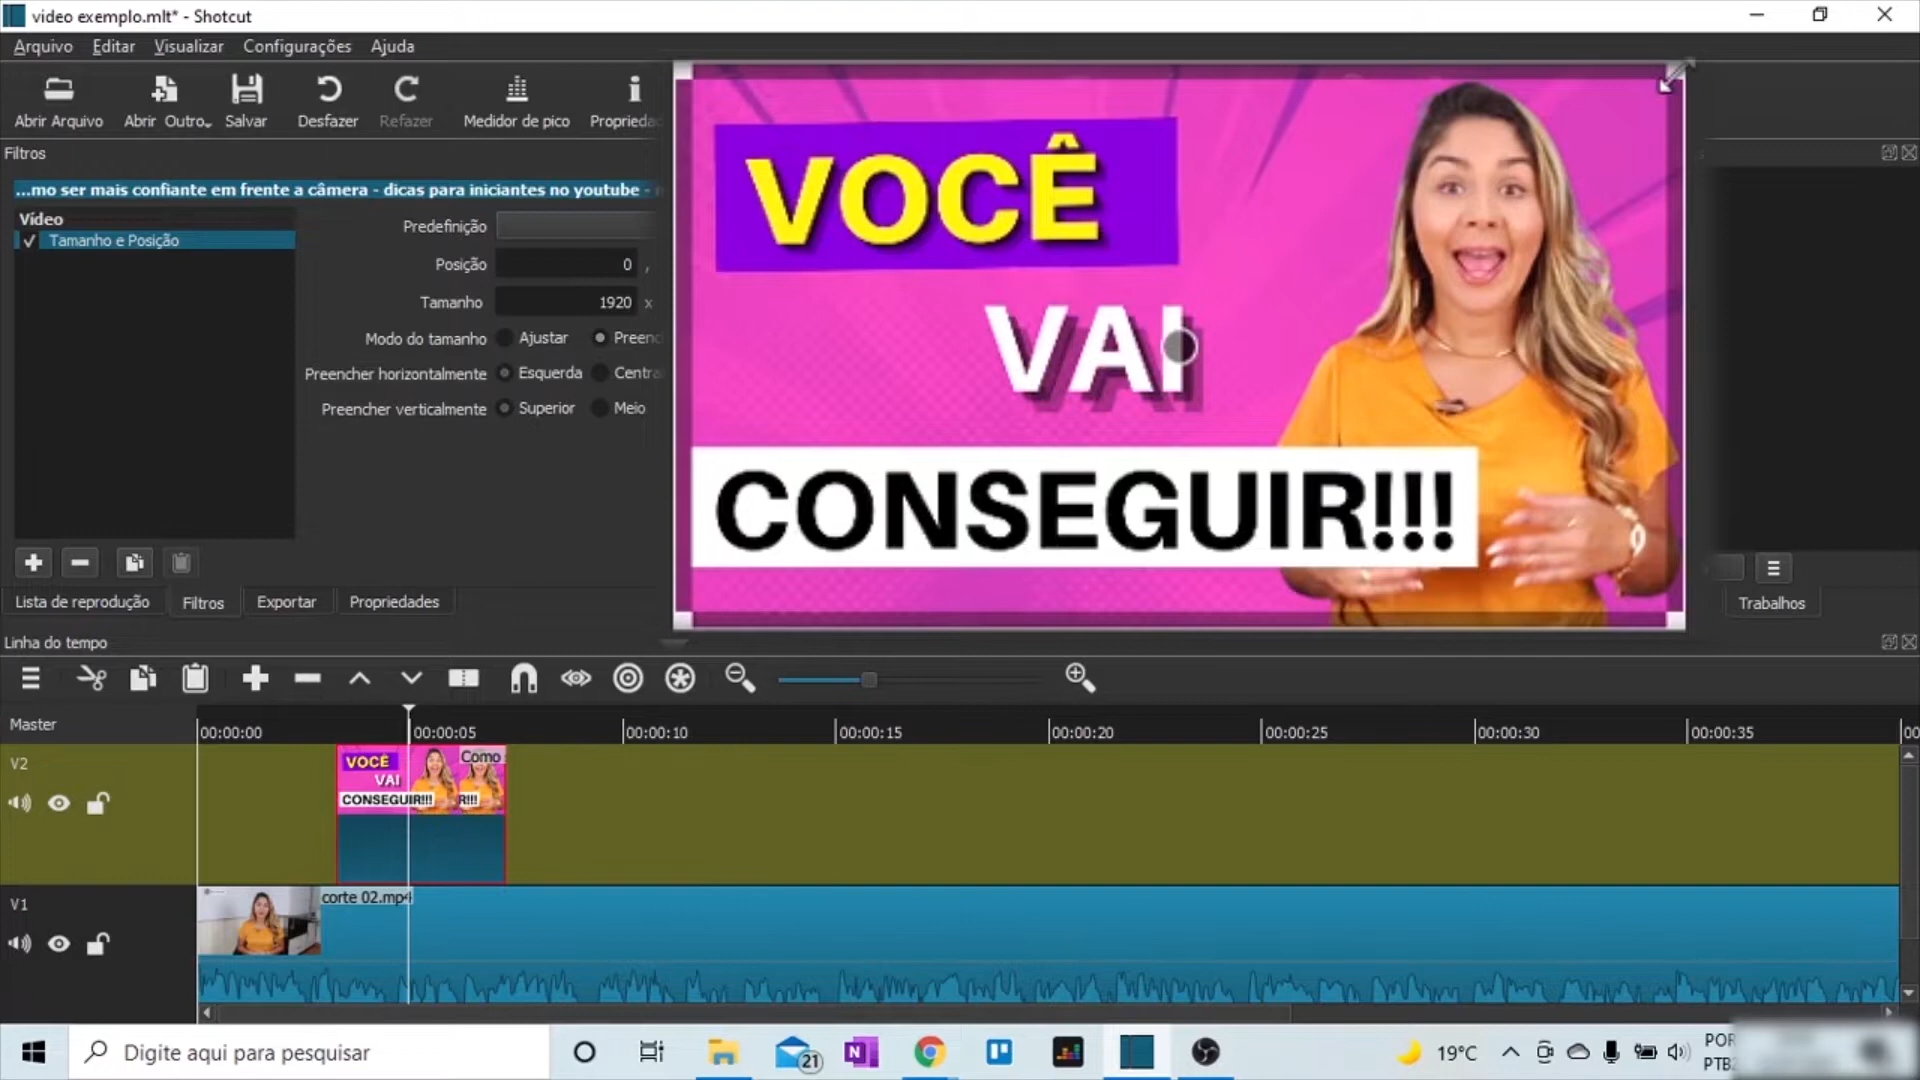 video exemplo.mlt* - Shotcut
Arquivo Editar Visualizar Configurações Ajuda
Abrir Arquivo Abrir Outro... Salvar Desfazer Refazer Medidor de pico Proprieda
Filtros
...mo ser mais confiante em frente a câmera - dicas para iniciantes no youtube -
Vídeo
✓ Tamanho e Posição
Predefinição
Posição 0 ,
Tamanho 1920 x
Modo do tamanho Ajustar Preenc
Preencher horizontalmente Esquerda Centra
Preencher verticalmente Superior Meio
VOCÊ
VAI
CONSEGUIR!!!
Lista de reprodução Filtros Exportar Propriedades
Trabalhos
Linha do tempo
Master
00:00:00 00:00:05 00:00:10 00:00:15 00:00:20 00:00:25 00:00:30 00:00:35 00
V2
VOCÊ
VAI
CONSEGUIR!!!
Como
R!!!
V1
corte 02.mp4
Digite aqui para pesquisar
21
19°C
POR